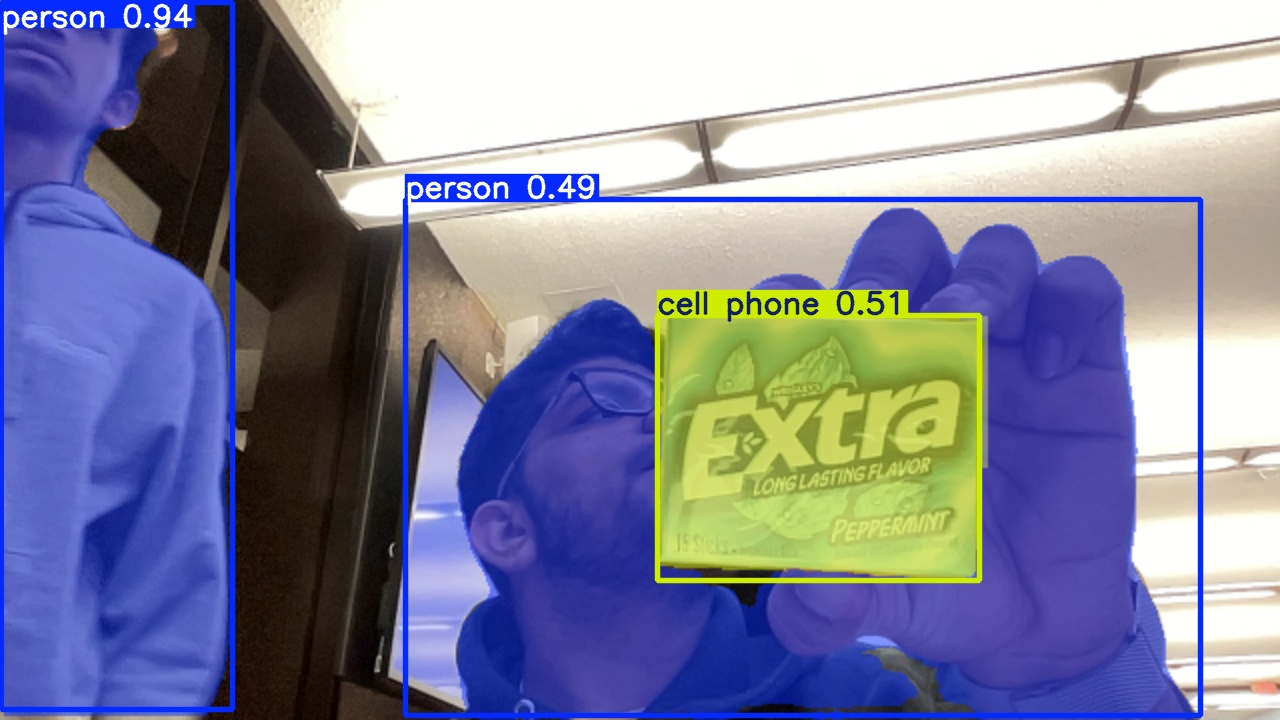 person 0.94
person 0.49
cell phone 0.51
WRIGLEY'S
Extra
LONG LASTING FLAVOR
PEPPERMINT
15 Sticks